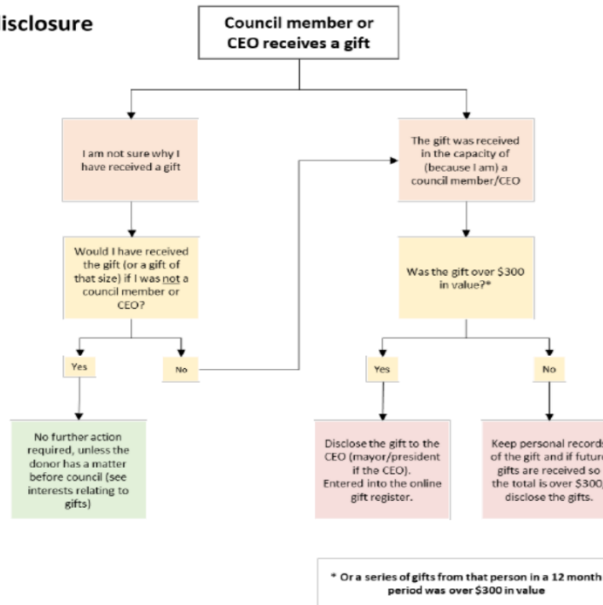 isclosure
Council member or
CEO receives a gift
I am not sure why I
have received a gift
The gift was received
in the capacity of
(because I am) a
council member/CEO
Would I have received
the gift (or a gift of
that size) if I was not a
council member or
CEO?
Was the gift over $300
in value?*
Yes
No
Yes
No
No further action
required, unless the
donor has a matter
before council (see
interests relating to
gifts)
Disclose the gift to the
CEO (mayor/president
if the CEO).
Entered into the online
gift register.
Keep personal records
of the gift and if future
gifts are received so
the total is over $300,
disclose the gifts.
* Or a series of gifts from that person in a 12 month
period was over $300 in value